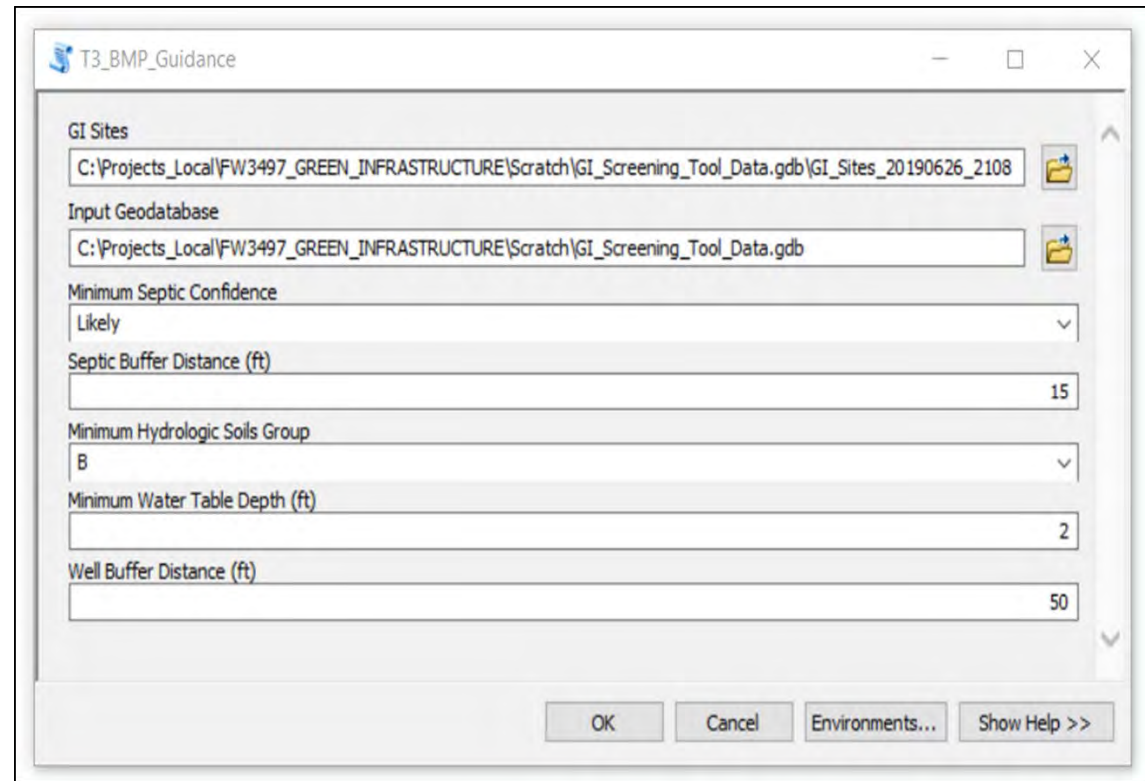 T3_BMP_Guidance
GI Sites
C:\Projects_Local\FW3497_GREEN_INFRASTRUCTURE\Scratch\GI_Screening_Tool_Data.gdb\GI_Sites_20190626_2108
Input Geodatabase
C:\Projects_Local\FW3497_GREEN_INFRASTRUCTURE\Scratch\GI_Screening_Tool_Data.gdb
Minimum Septic Confidence
Likely
Septic Buffer Distance (ft)
15
Minimum Hydrologic Soils Group
B
Minimum Water Table Depth (ft)
2
Well Buffer Distance (ft)
50
OK Cancel Environments... Show Help >>